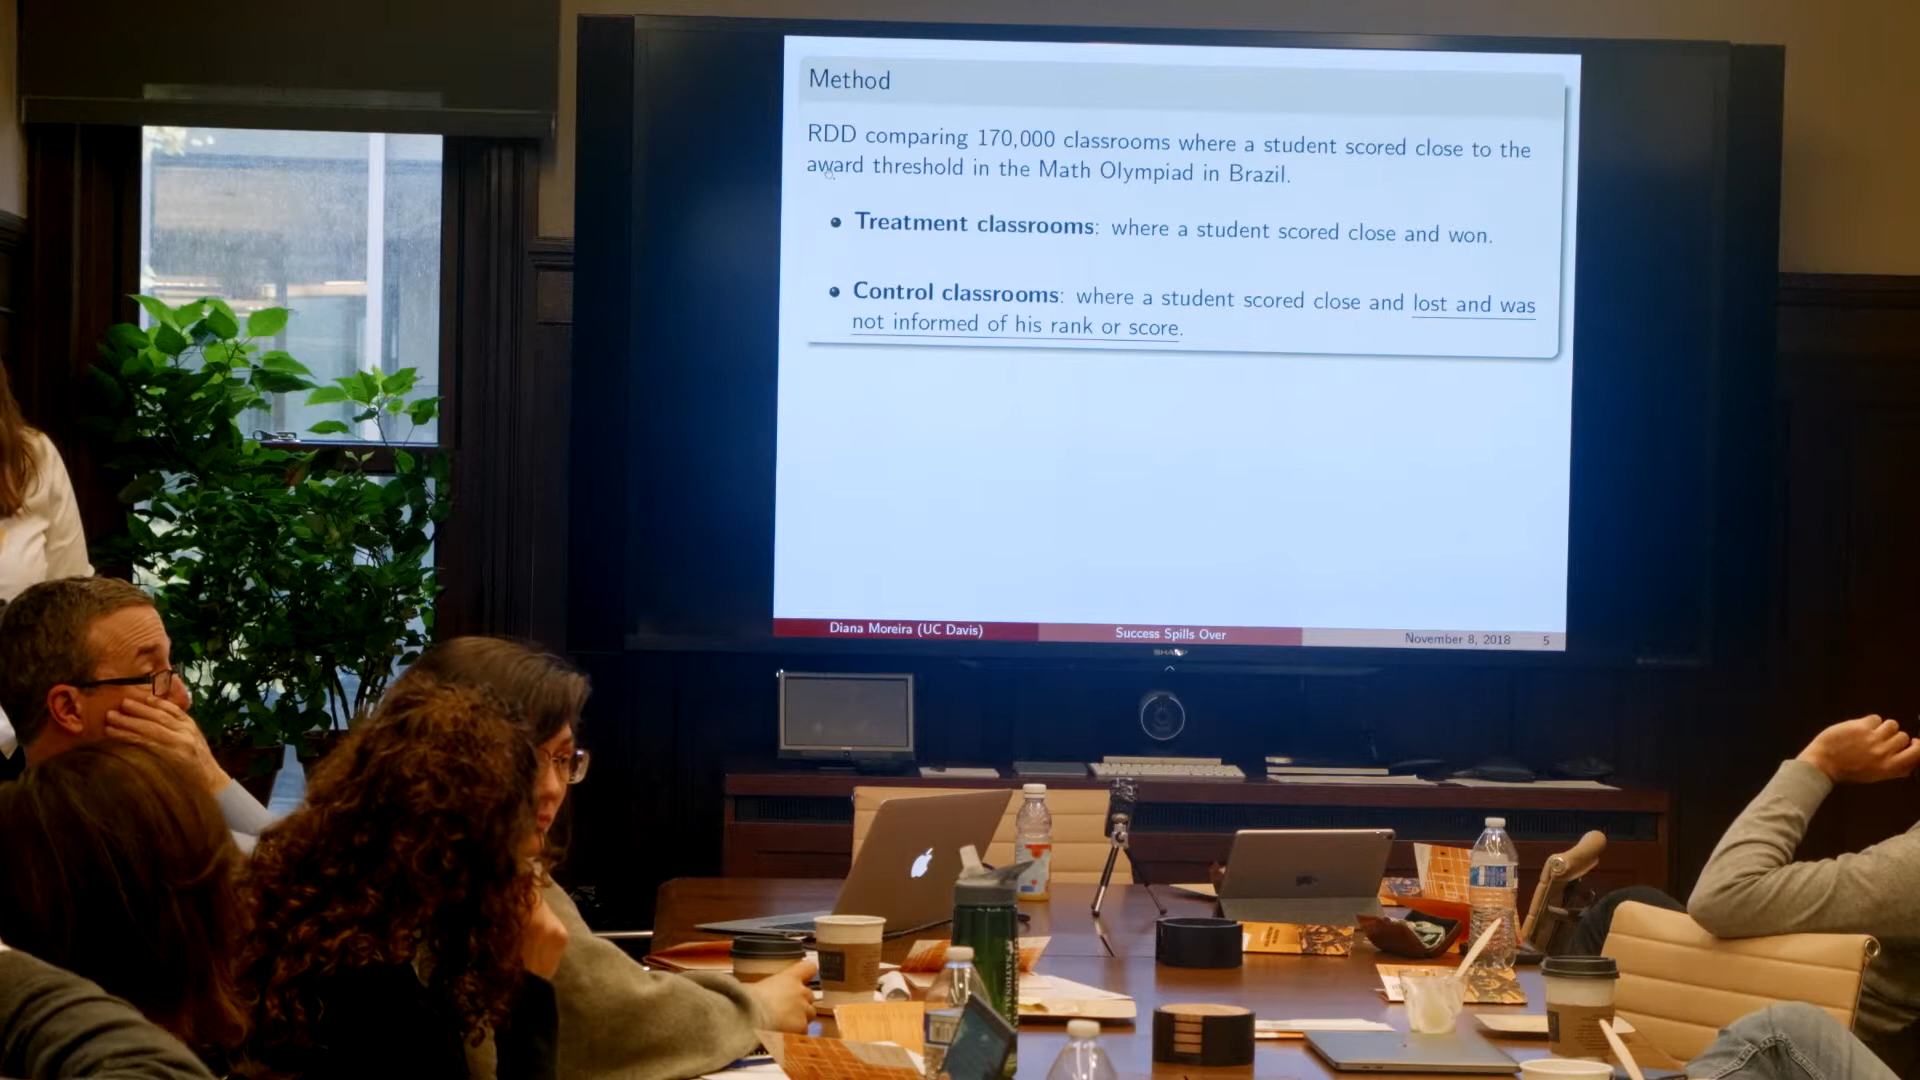 Method
RDD comparing 170,000 classrooms where a student scored close to the
award threshold in the Math Olympiad in Brazil.
Treatment classrooms: where a student scored close and won.
Control classrooms: where a student scored close and lost and was
not informed of his rank or score.
Diana Moreira (UC Davis) Success Spills Over November 8, 2018 5
SHARP